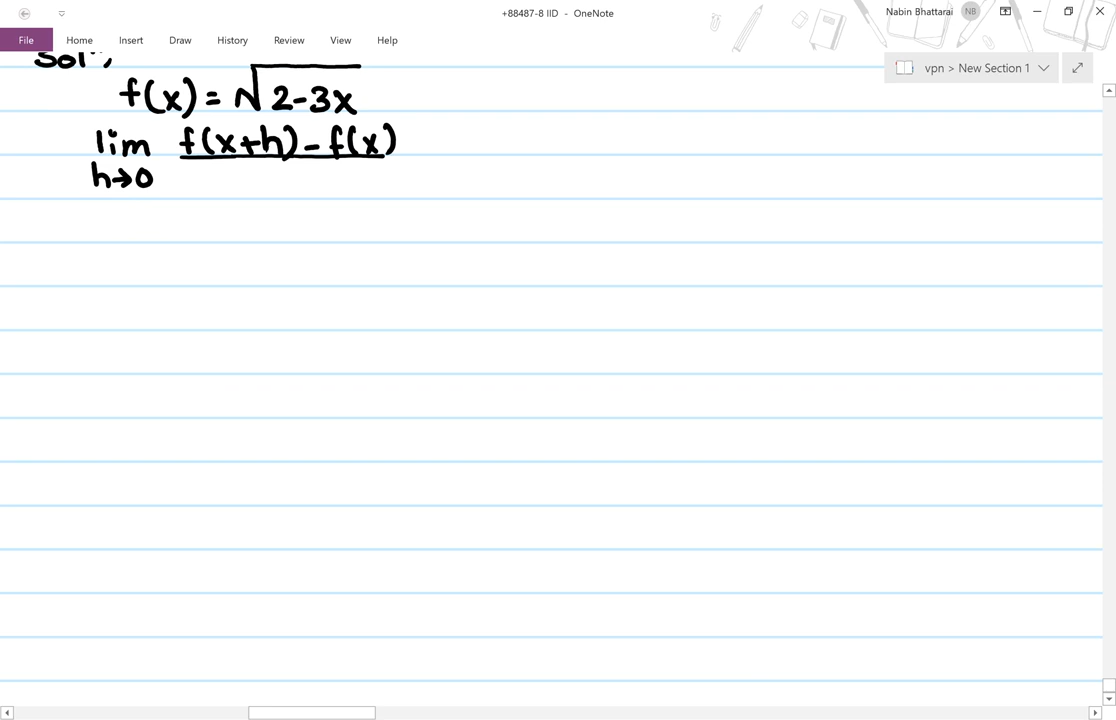 +88487-8 IID - OneNote
Nabin Bhattarai NB
File Home Insert Draw History Review View Help
vpn > New Section 1
Solⁿ,
f(x) = √2-3x
lim f(x+h) - f(x)
h→0